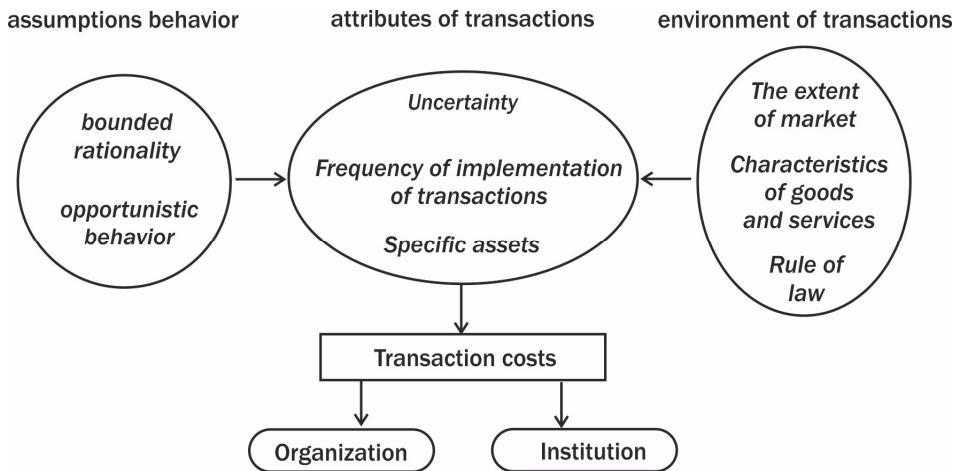 assumptions behavior
attributes of transactions
environment of transactions
bounded
rationality
opportunistic
behavior
Uncertainty
Frequency of implementation
of transactions
Specific assets
The extent
of market
Characteristics
of goods
and services
Rule of
law
Transaction costs
Organization
Institution